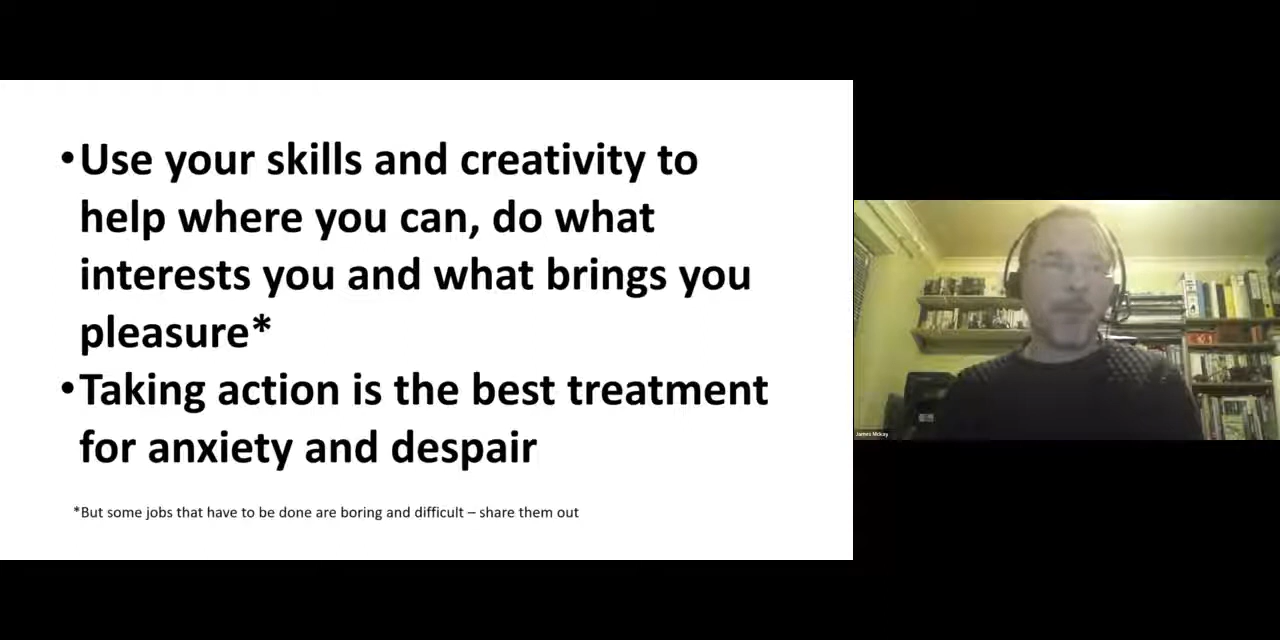 •Use your skills and creativity to
help where you can, do what
interests you and what brings you
pleasure*
•Taking action is the best treatment
for anxiety and despair
*But some jobs that have to be done are boring and difficult – share them out
James Mckay